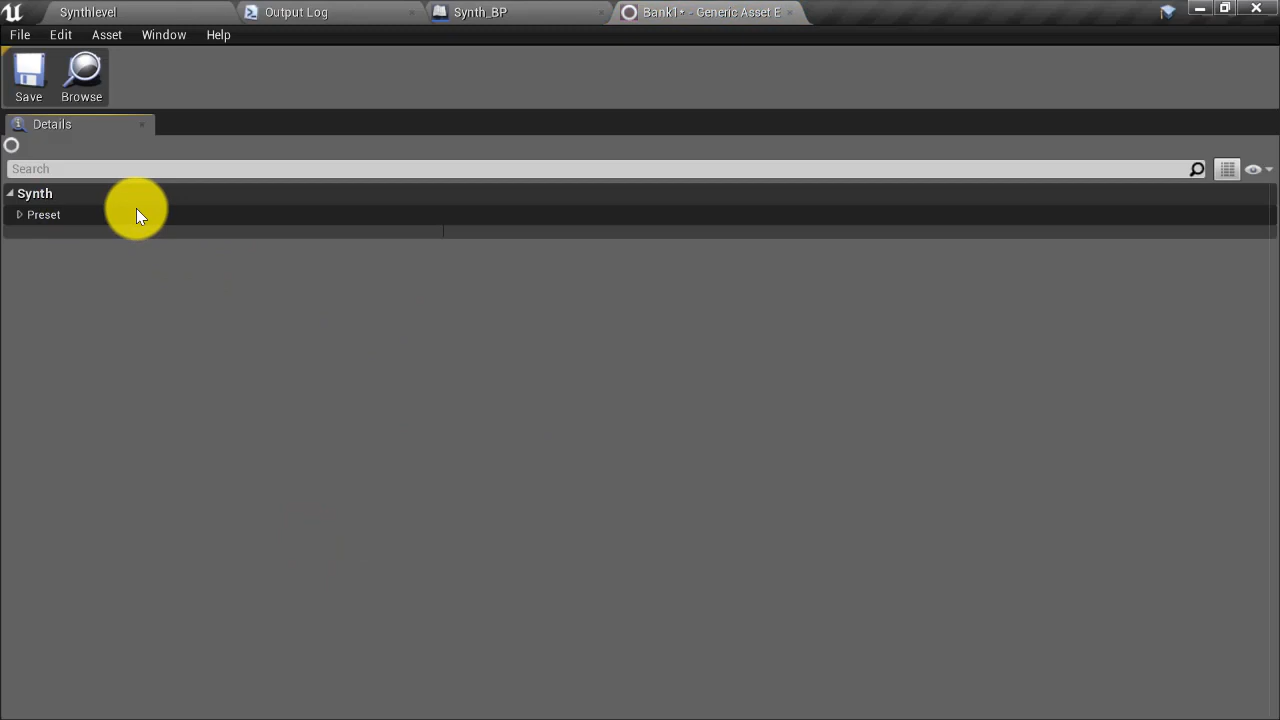 Synthlevel
Output Log
Synth_BP
Bank1* - Generic Asset E
File Edit Asset Window Help
Save Browse
Details
Search
Synth
Preset